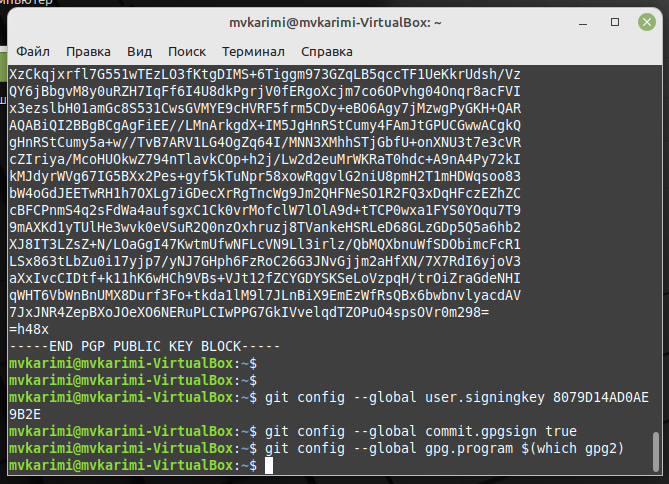 пьютер
mvkarimi@mvkarimi-VirtualBox: ~
Файл Правка Вид Поиск Терминал Справка
XzCkqjxrfl7G551wTEzLO3fKtgDIMS+6Tiggm973GZqLB5qccTF1UeKkrUdsh/Vz
QY6jBbgvM8y0uRZH7IqFf6I4U8dkPgrjV0fERgoXcjm7co6OPvhg04Onqr8acFVI
x3ezslbH01amGc8S531CwsGVMYE9cHVRF5frm5CDy+eBO6Agy7jMzwgPyGKH+QAR
AQABiQI2BBgBCgAgFiEE//LMnArkgdX+IM5JgHnRStCumy4FAmJtGPUCGwwACgkQ
gHnRStCumy5a+w//TvB7ARV1LG4OgZq64I/MNN3XMhhSTjGbfU+onXNU3t7e3cVR
cZIriya/McoHUOkwZ794nTlavkCOp+h2j/Lw2d2euMrWKRaT0hdc+A9nA4Py72kI
kMJdyrWVg67IG5BXx2Pes+gyf5kTuNpr58xowRqgvlG2niU8pmH2T1mHDWqsoo83
bW4oGdJEETwRH1h7OXLg7iGDecXrRgTncWg9Jm2QHFNeSO1R2FQ3xDqHFczEZhZC
cBFCPnmS4q2sFdWa4aufsgxC1Ck0vrMofclW7lOlA9d+tTCP0wxa1FYS0YOqu7T9
9mAXKd1yTUlHe3wvk0eVSuR2Q0nzOxhruzj8TVankeHSRLeD68GLzGDp5Q5a6hb2
XJ8IT3LZsZ+N/LOaGgI47KwtmUfwNFLcVN9Ll3irlz/QbMQXbnuWfSDObimcFcR1
LSx863tLbZu0i17yjp7/yNJ7GHph6FzRoC26G3JNvGjjm2aHfXN/7X7RdI6yjoV3
aXxIvcCIDtf+k11hK6wHCh9VBs+VJt12fZCYGDYSKSeLoVzpqH/trOiZraGdeNHI
qWHT6VbWnBnUMX8Durf3Fo+tkda1lM9l7JLnBiX9EmEzWfRsQBx6bwbnvlyacdAV
7JxJNR4ZepBXoJOeXO6NERuPLCIwPPG7GkIVvelqdTZOPuO4spsOVr0m298=
=h48x
-----END PGP PUBLIC KEY BLOCK-----
mvkarimi@mvkarimi-VirtualBox:~$
mvkarimi@mvkarimi-VirtualBox:~$
mvkarimi@mvkarimi-VirtualBox:~$ git config --global user.signingkey 8079D14AD0AE
9B2E
mvkarimi@mvkarimi-VirtualBox:~$ git config --global commit.gpgsign true
mvkarimi@mvkarimi-VirtualBox:~$ git config --global gpg.program $(which gpg2)
mvkarimi@mvkarimi-VirtualBox:~$